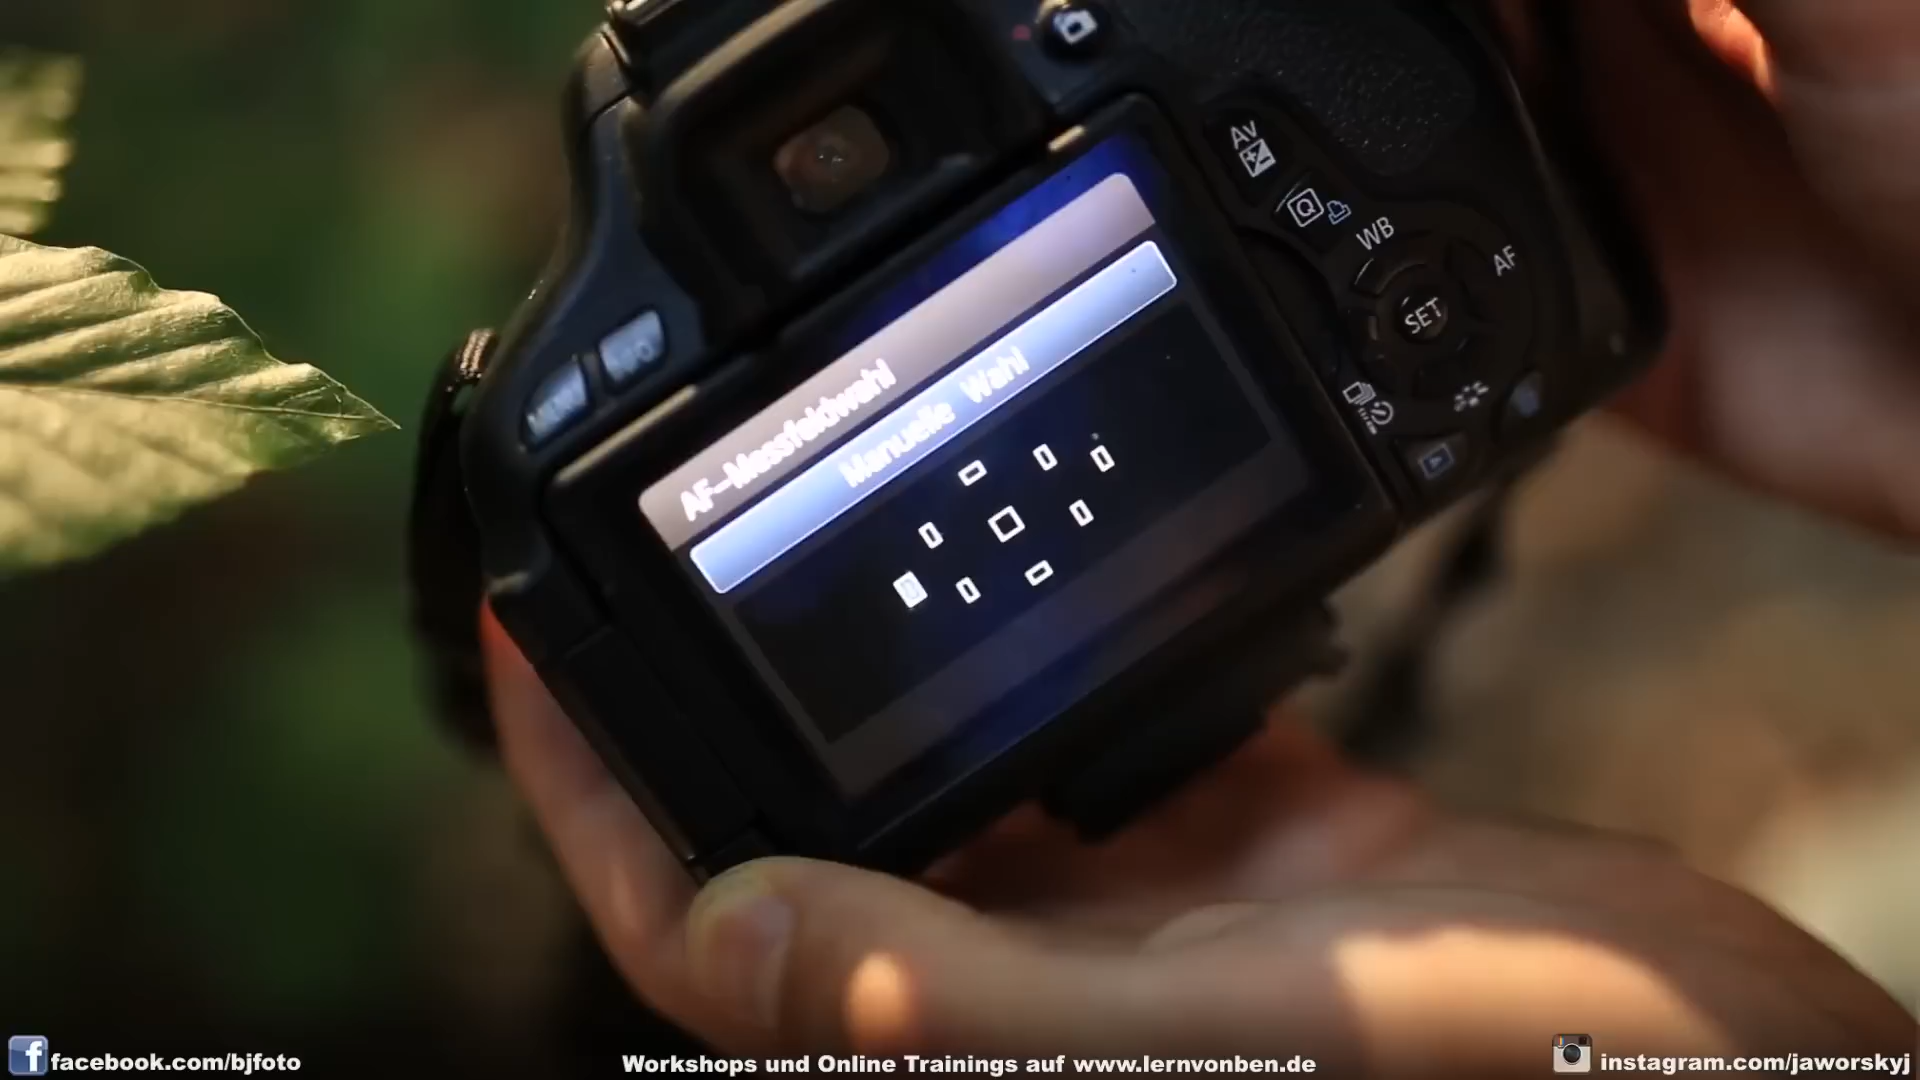 Av
Q
WB
AF
SET
MENU
INFO
AF-Messfeldwahl
Manuelle Wahl
f facebook.com/bjfoto
Workshops und Online Trainings auf www.lernvonben.de
instagram.com/jaworskyj